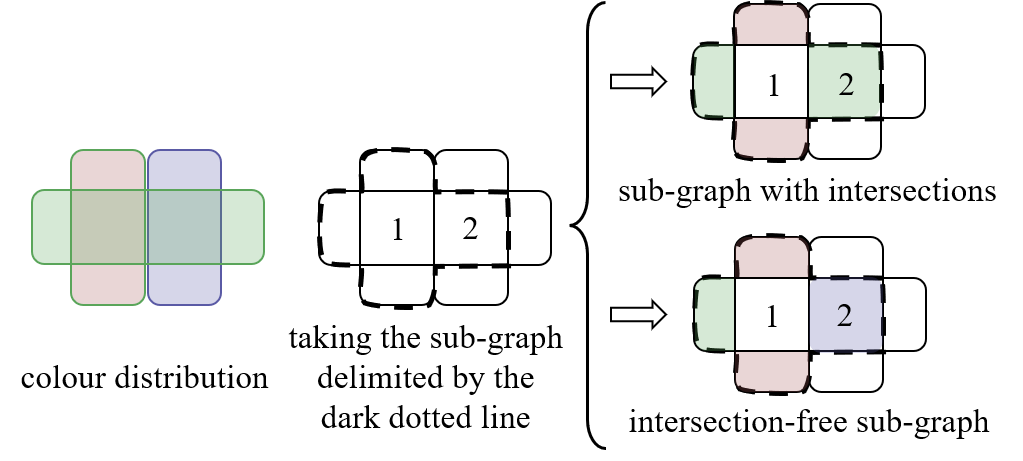 colour distribution
1 2
taking the sub-graph
delimited by the
dark dotted line
1 2
sub-graph with intersections
1 2
intersection-free sub-graph